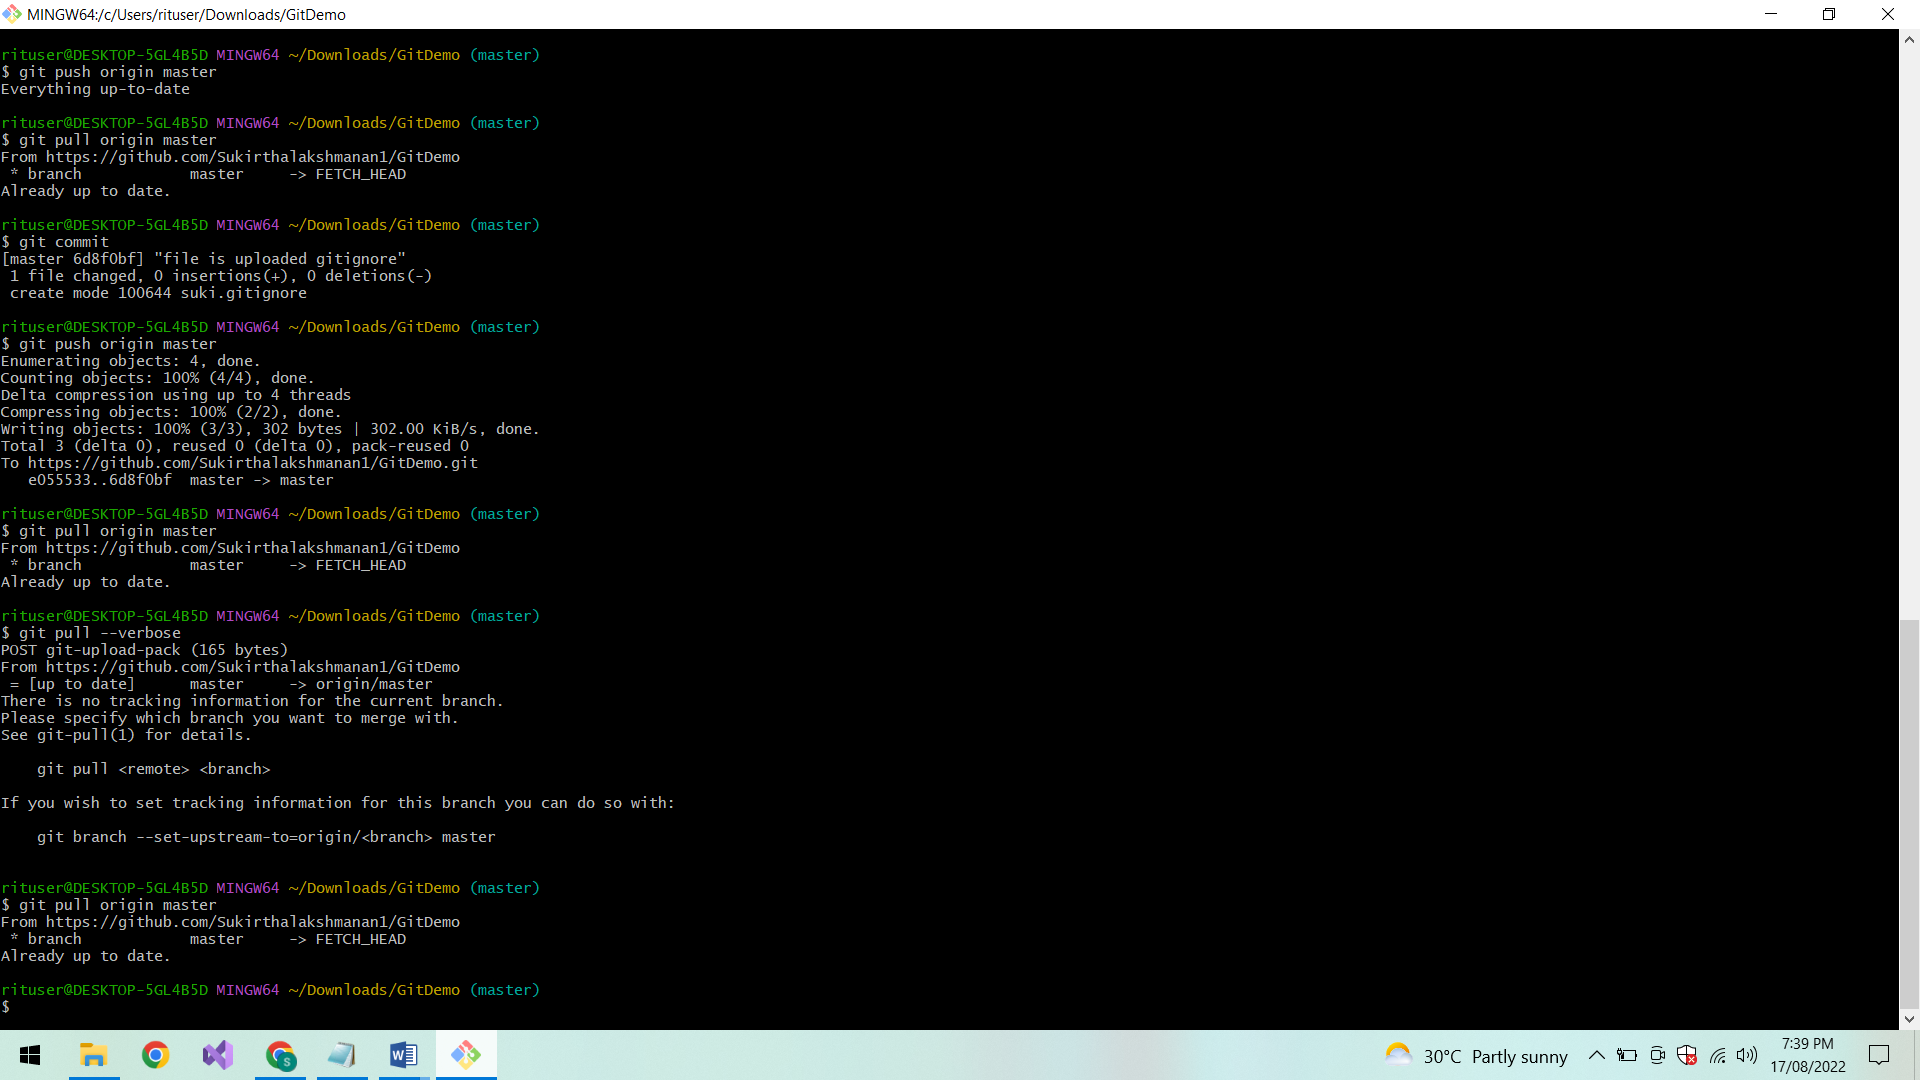 MINGW64:/c/Users/rituser/Downloads/GitDemo
rituser@DESKTOP-5GL4B5D MINGW64 ~/Downloads/GitDemo (master)
$ git push origin master
Everything up-to-date
rituser@DESKTOP-5GL4B5D MINGW64 ~/Downloads/GitDemo (master)
$ git pull origin master
From https://github.com/Sukirthalakshmanan1/GitDemo
 * branch            master     -> FETCH_HEAD
Already up to date.
rituser@DESKTOP-5GL4B5D MINGW64 ~/Downloads/GitDemo (master)
$ git commit
[master 6d8f0bf] "file is uploaded gitignore"
 1 file changed, 0 insertions(+), 0 deletions(-)
 create mode 100644 suki.gitignore
rituser@DESKTOP-5GL4B5D MINGW64 ~/Downloads/GitDemo (master)
$ git push origin master
Enumerating objects: 4, done.
Counting objects: 100% (4/4), done.
Delta compression using up to 4 threads
Compressing objects: 100% (2/2), done.
Writing objects: 100% (3/3), 302 bytes | 302.00 KiB/s, done.
Total 3 (delta 0), reused 0 (delta 0), pack-reused 0
To https://github.com/Sukirthalakshmanan1/GitDemo.git
   e055533..6d8f0bf  master -> master
rituser@DESKTOP-5GL4B5D MINGW64 ~/Downloads/GitDemo (master)
$ git pull origin master
From https://github.com/Sukirthalakshmanan1/GitDemo
 * branch            master     -> FETCH_HEAD
Already up to date.
rituser@DESKTOP-5GL4B5D MINGW64 ~/Downloads/GitDemo (master)
$ git pull --verbose
POST git-upload-pack (165 bytes)
From https://github.com/Sukirthalakshmanan1/GitDemo
 = [up to date]      master     -> origin/master
There is no tracking information for the current branch.
Please specify which branch you want to merge with.
See git-pull(1) for details.
    git pull <remote> <branch>
If you wish to set tracking information for this branch you can do so with:
    git branch --set-upstream-to=origin/<branch> master
rituser@DESKTOP-5GL4B5D MINGW64 ~/Downloads/GitDemo (master)
$ git pull origin master
From https://github.com/Sukirthalakshmanan1/GitDemo
 * branch            master     -> FETCH_HEAD
Already up to date.
rituser@DESKTOP-5GL4B5D MINGW64 ~/Downloads/GitDemo (master)
$
S
W
30°C Partly sunny
7:39 PM
17/08/2022